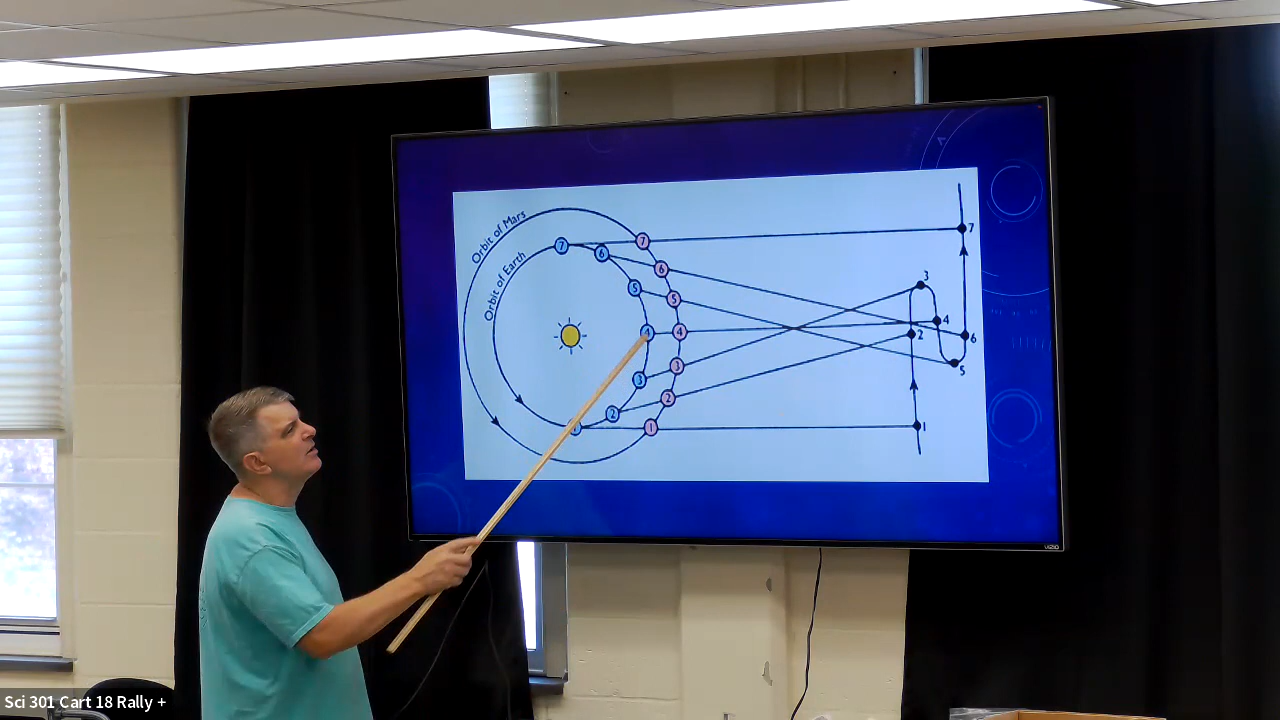 Orbit of Mars
Orbit of Earth
7 6 5 4 3 2 1
7 6 5 4 3 2 1
7 3 4 2 6 5 1
VIZIO
Sci 301 Cart 18 Rally +